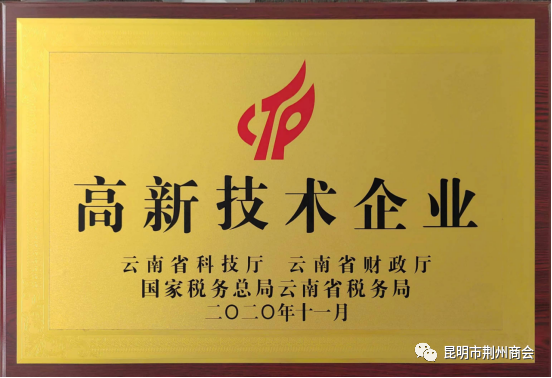 CTP
高新技术企业
云南省科技厅 云南省财政厅
国家税务总局云南省税务局
二〇二〇年十一月
昆明市荆州商会